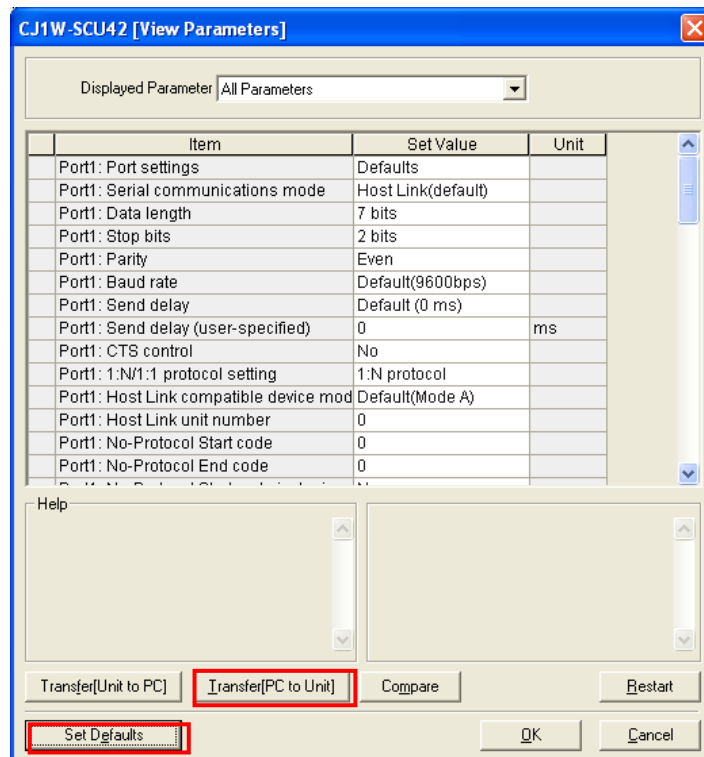 CJ1W-SCU42 [View Parameters]
Displayed Parameter All Parameters
Item Set Value Unit
Port1: Port settings Defaults
Port1: Serial communications mode Host Link(default)
Port1: Data length 7 bits
Port1: Stop bits 2 bits
Port1: Parity Even
Port1: Baud rate Default(9600bps)
Port1: Send delay Default (0 ms)
Port1: Send delay (user-specified) 0 ms
Port1: CTS control No
Port1: 1:N/1:1 protocol setting 1:N protocol
Port1: Host Link compatible device mod Default(Mode A)
Port1: Host Link unit number 0
Port1: No-Protocol Start code 0
Port1: No-Protocol End code 0
Help
Transfer[Unit to PC] Transfer[PC to Unit] Compare Restart
Set Defaults OK Cancel